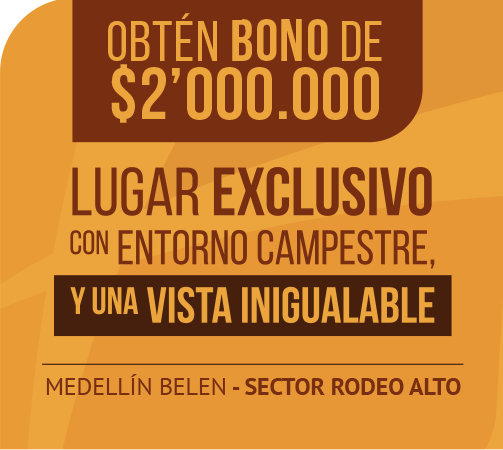 OBTÉN BONO DE
$2’000.000
LUGAR EXCLUSIVO
CON ENTORNO CAMPESTRE,
Y UNA VISTA INIGUALABLE
MEDELLÍN BELEN - SECTOR RODEO ALTO